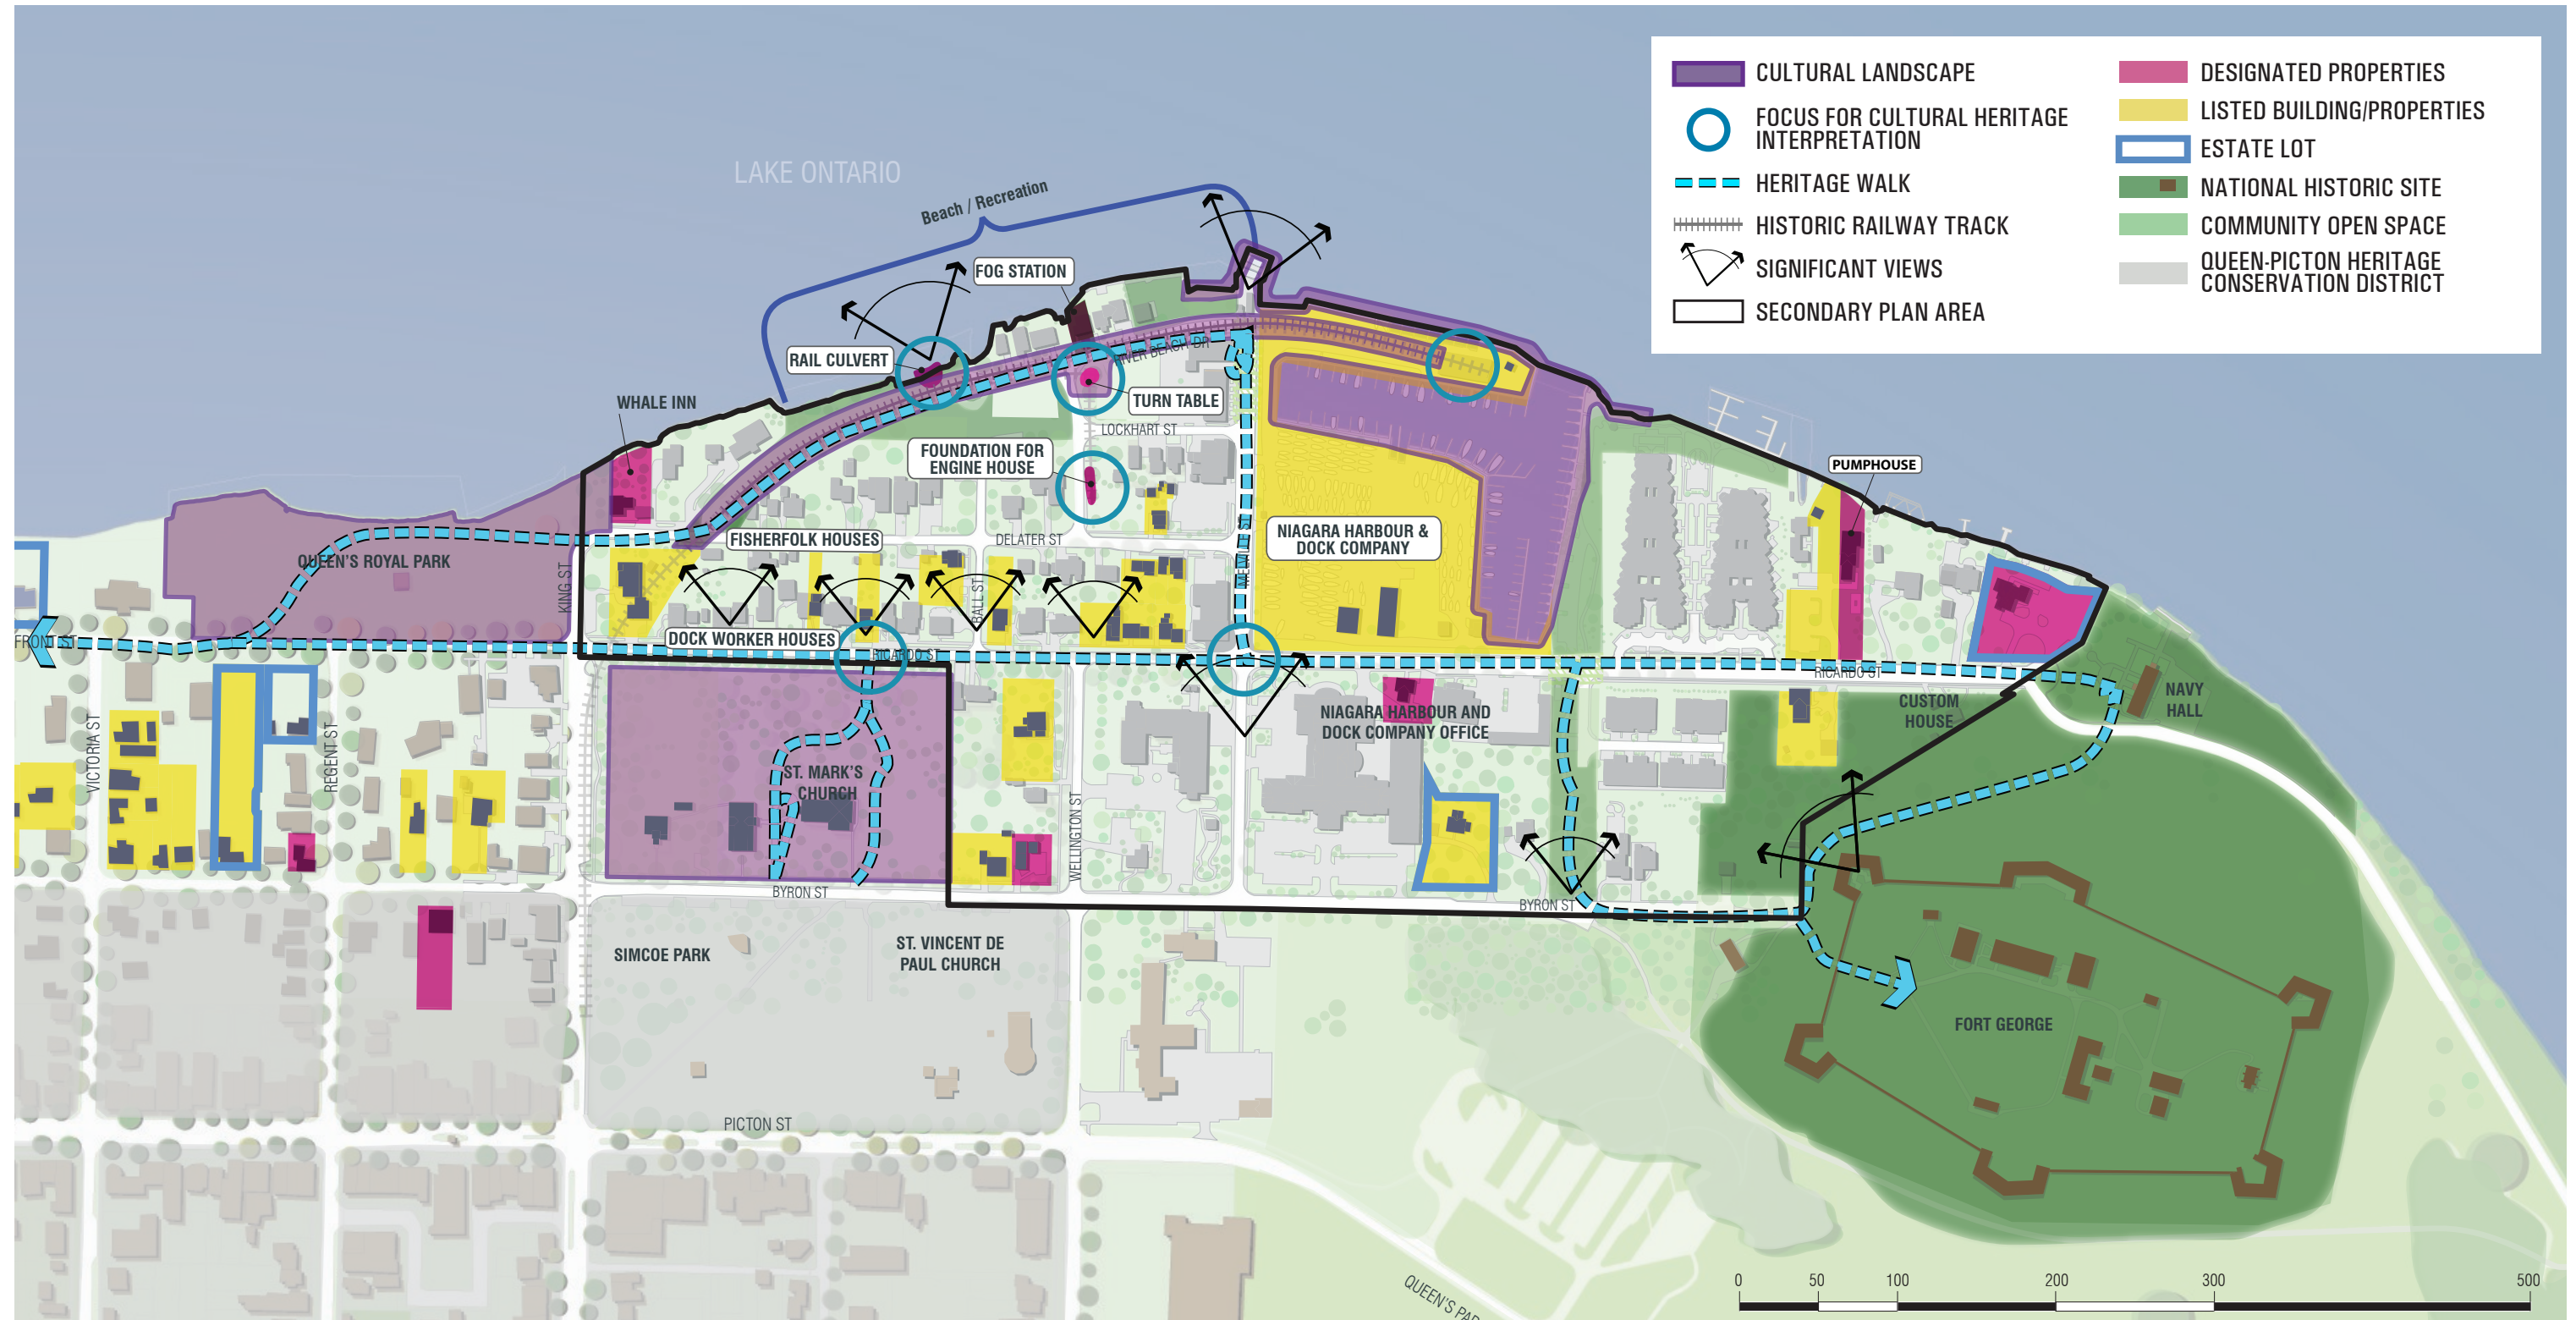 CULTURAL LANDSCAPE
FOCUS FOR CULTURAL HERITAGE
INTERPRETATION
HERITAGE WALK
HISTORIC RAILWAY TRACK
SIGNIFICANT VIEWS
SECONDARY PLAN AREA
DESIGNATED PROPERTIES
LISTED BUILDING/PROPERTIES
ESTATE LOT
NATIONAL HISTORIC SITE
COMMUNITY OPEN SPACE
QUEEN-PICTON HERITAGE
CONSERVATION DISTRICT
LAKE ONTARIO
Beach / Recreation
FOG STATION
RAIL CULVERT
RIVER BEACH DR
WHALE INN
TURN TABLE
LOCKHART ST
FOUNDATION FOR
ENGINE HOUSE
PUMPHOUSE
FISHERFOLK HOUSES
DELATER ST
NIAGARA HARBOUR &
DOCK COMPANY
QUEEN'S ROYAL PARK
KING ST
BALL ST
FRONT ST
DOCK WORKER HOUSES
RICARDO ST
RICARDO ST
CUSTOM
HOUSE
NAVY
HALL
NIAGARA HARBOUR AND
DOCK COMPANY OFFICE
VICTORIA ST
REGENT ST
ST. MARK'S
CHURCH
WELLINGTON ST
BYRON ST
BYRON ST
SIMCOE PARK
ST. VINCENT DE
PAUL CHURCH
FORT GEORGE
PICTON ST
QUEEN'S
0 50 100 200 300 500